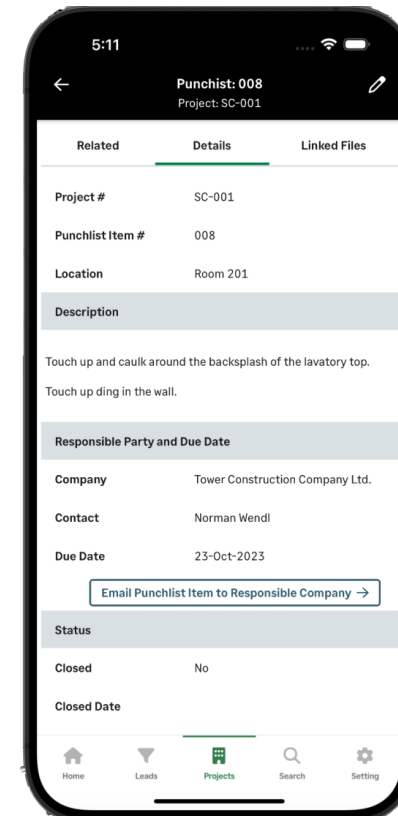 5:11
Punchist: 008
Project: SC-001
Related Details Linked Files
Project # SC-001
Punchlist Item # 008
Location Room 201
Description
Touch up and caulk around the backsplash of the lavatory top.
Touch up ding in the wall.
Responsible Party and Due Date
Company Tower Construction Company Ltd.
Contact Norman Wendl
Due Date 23-Oct-2023
Email Punchlist Item to Responsible Company →
Status
Closed No
Closed Date
Home Leads Projects Search Setting